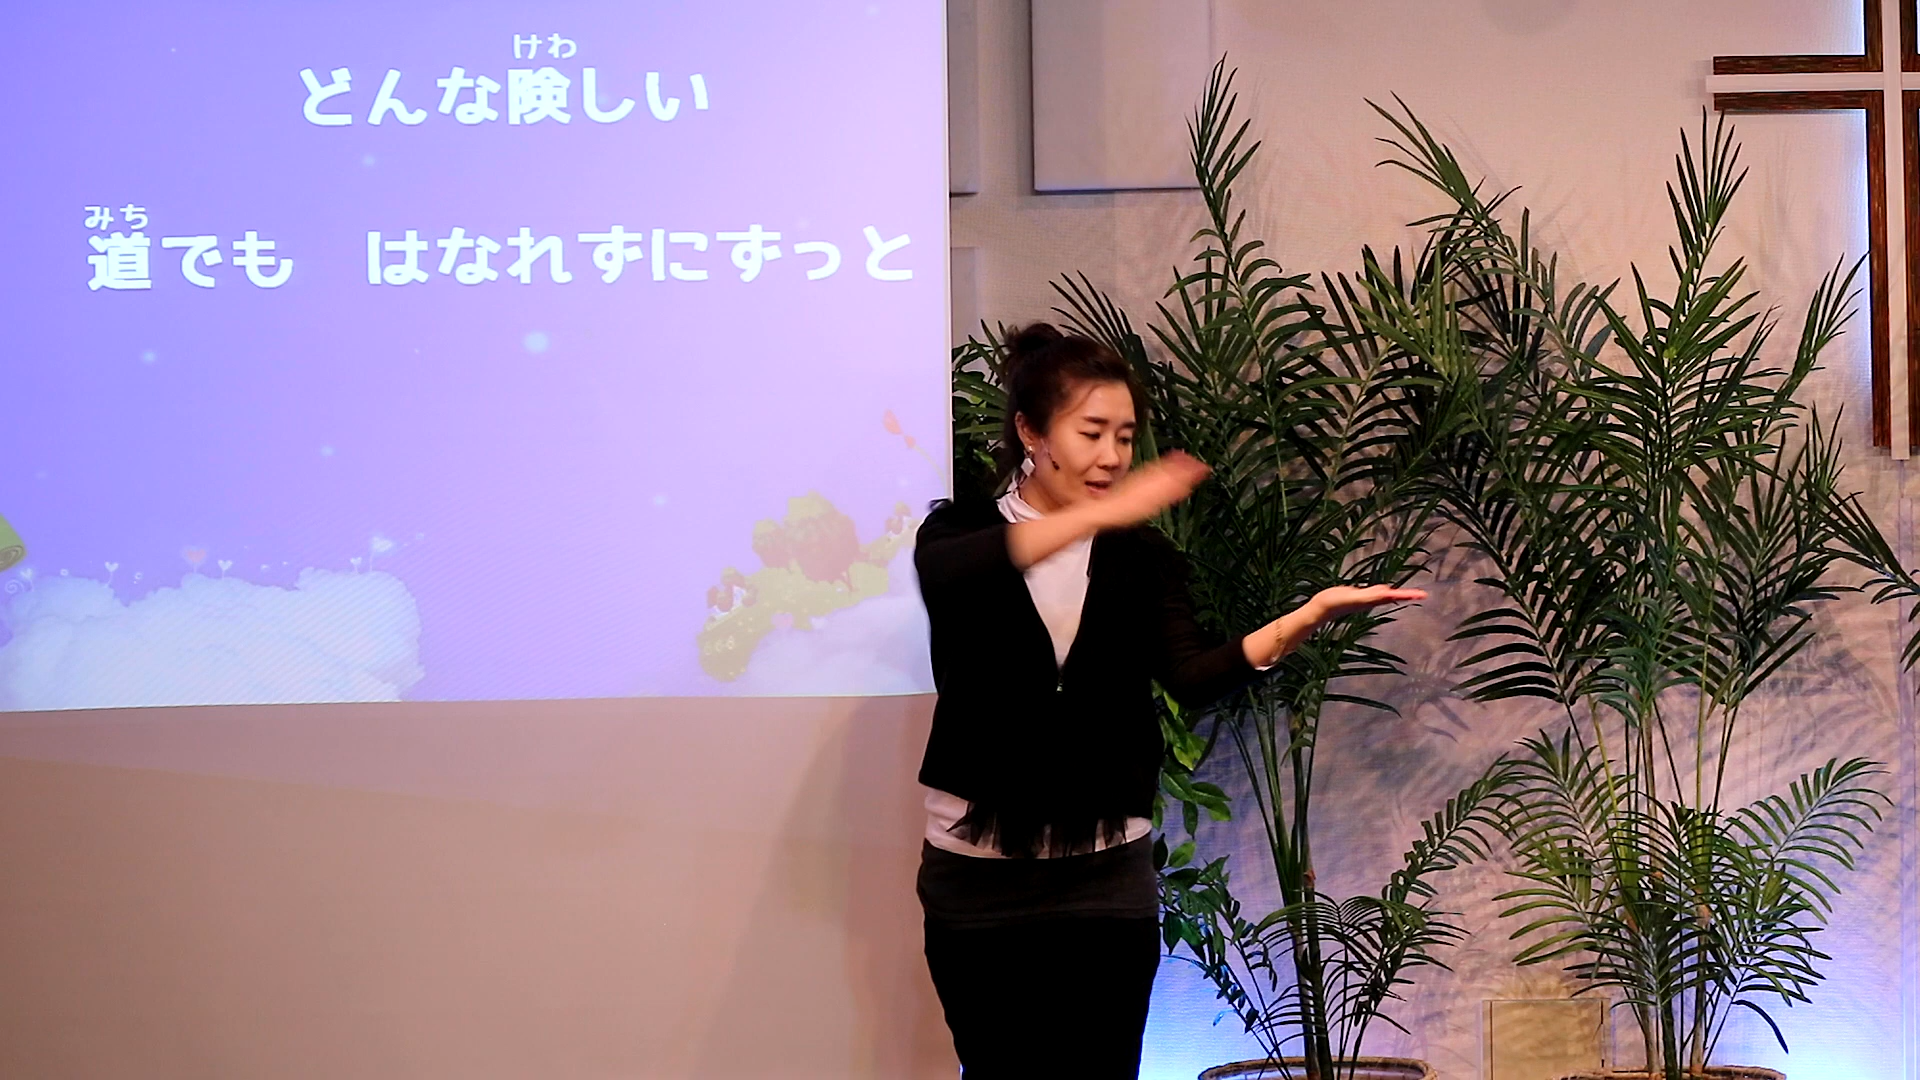 けわ
どんな険しい
みち
道でも　はなれずにずっと